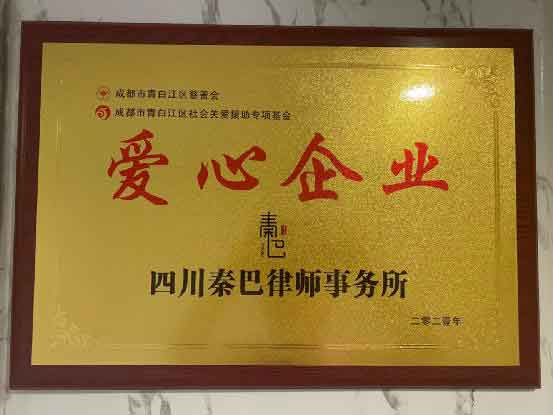 成都市青白江区慈善会
成都市青白江区社会关爱援助专项基金
爱心企业
秦巴
四川秦巴律师事务所
二零二零年